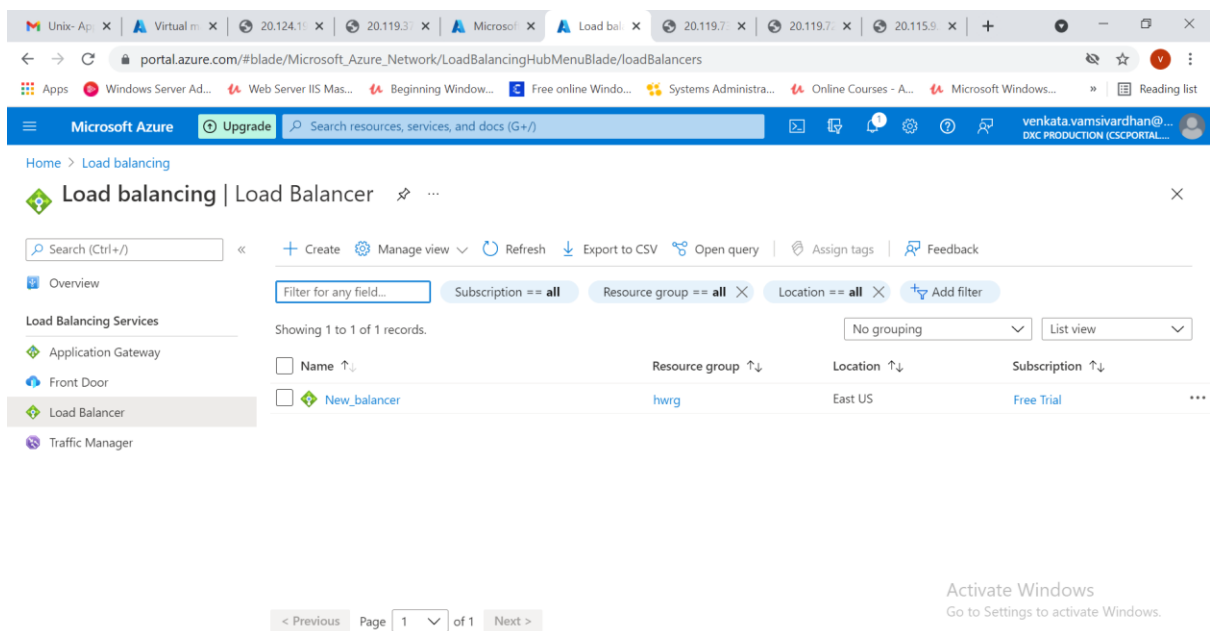 Unix- Ap
Virtual m
20.124.19
20.119.37
Microsof
Load bal
20.119.7
20.119.7
20.115.9.
portal.azure.com/#blade/Microsoft_Azure_Network/LoadBalancingHubMenuBlade/loadBalancers
V
Apps Windows Server Ad... Web Server IIS Mas... Beginning Window... Free online Windo... Systems Administra... Online Courses - A... Microsoft Windows... » Reading list
Microsoft Azure Upgrade Search resources, services, and docs (G+/) 1 venkata.vamsivardhan@...
DXC PRODUCTION (CSCPORTAL....
Home > Load balancing
Load balancing | Load Balancer ...
Search (Ctrl+/) «
Create Manage view Refresh Export to CSV Open query Assign tags Feedback
Overview
Filter for any field... Subscription == all Resource group == all Location == all Add filter
Load Balancing Services
Showing 1 to 1 of 1 records. No grouping List view
Application Gateway
Name Resource group Location Subscription
Front Door
New_balancer hwrg East US Free Trial ...
Load Balancer
Traffic Manager
Activate Windows
Go to Settings to activate Windows.
< Previous Page 1 of 1 Next >